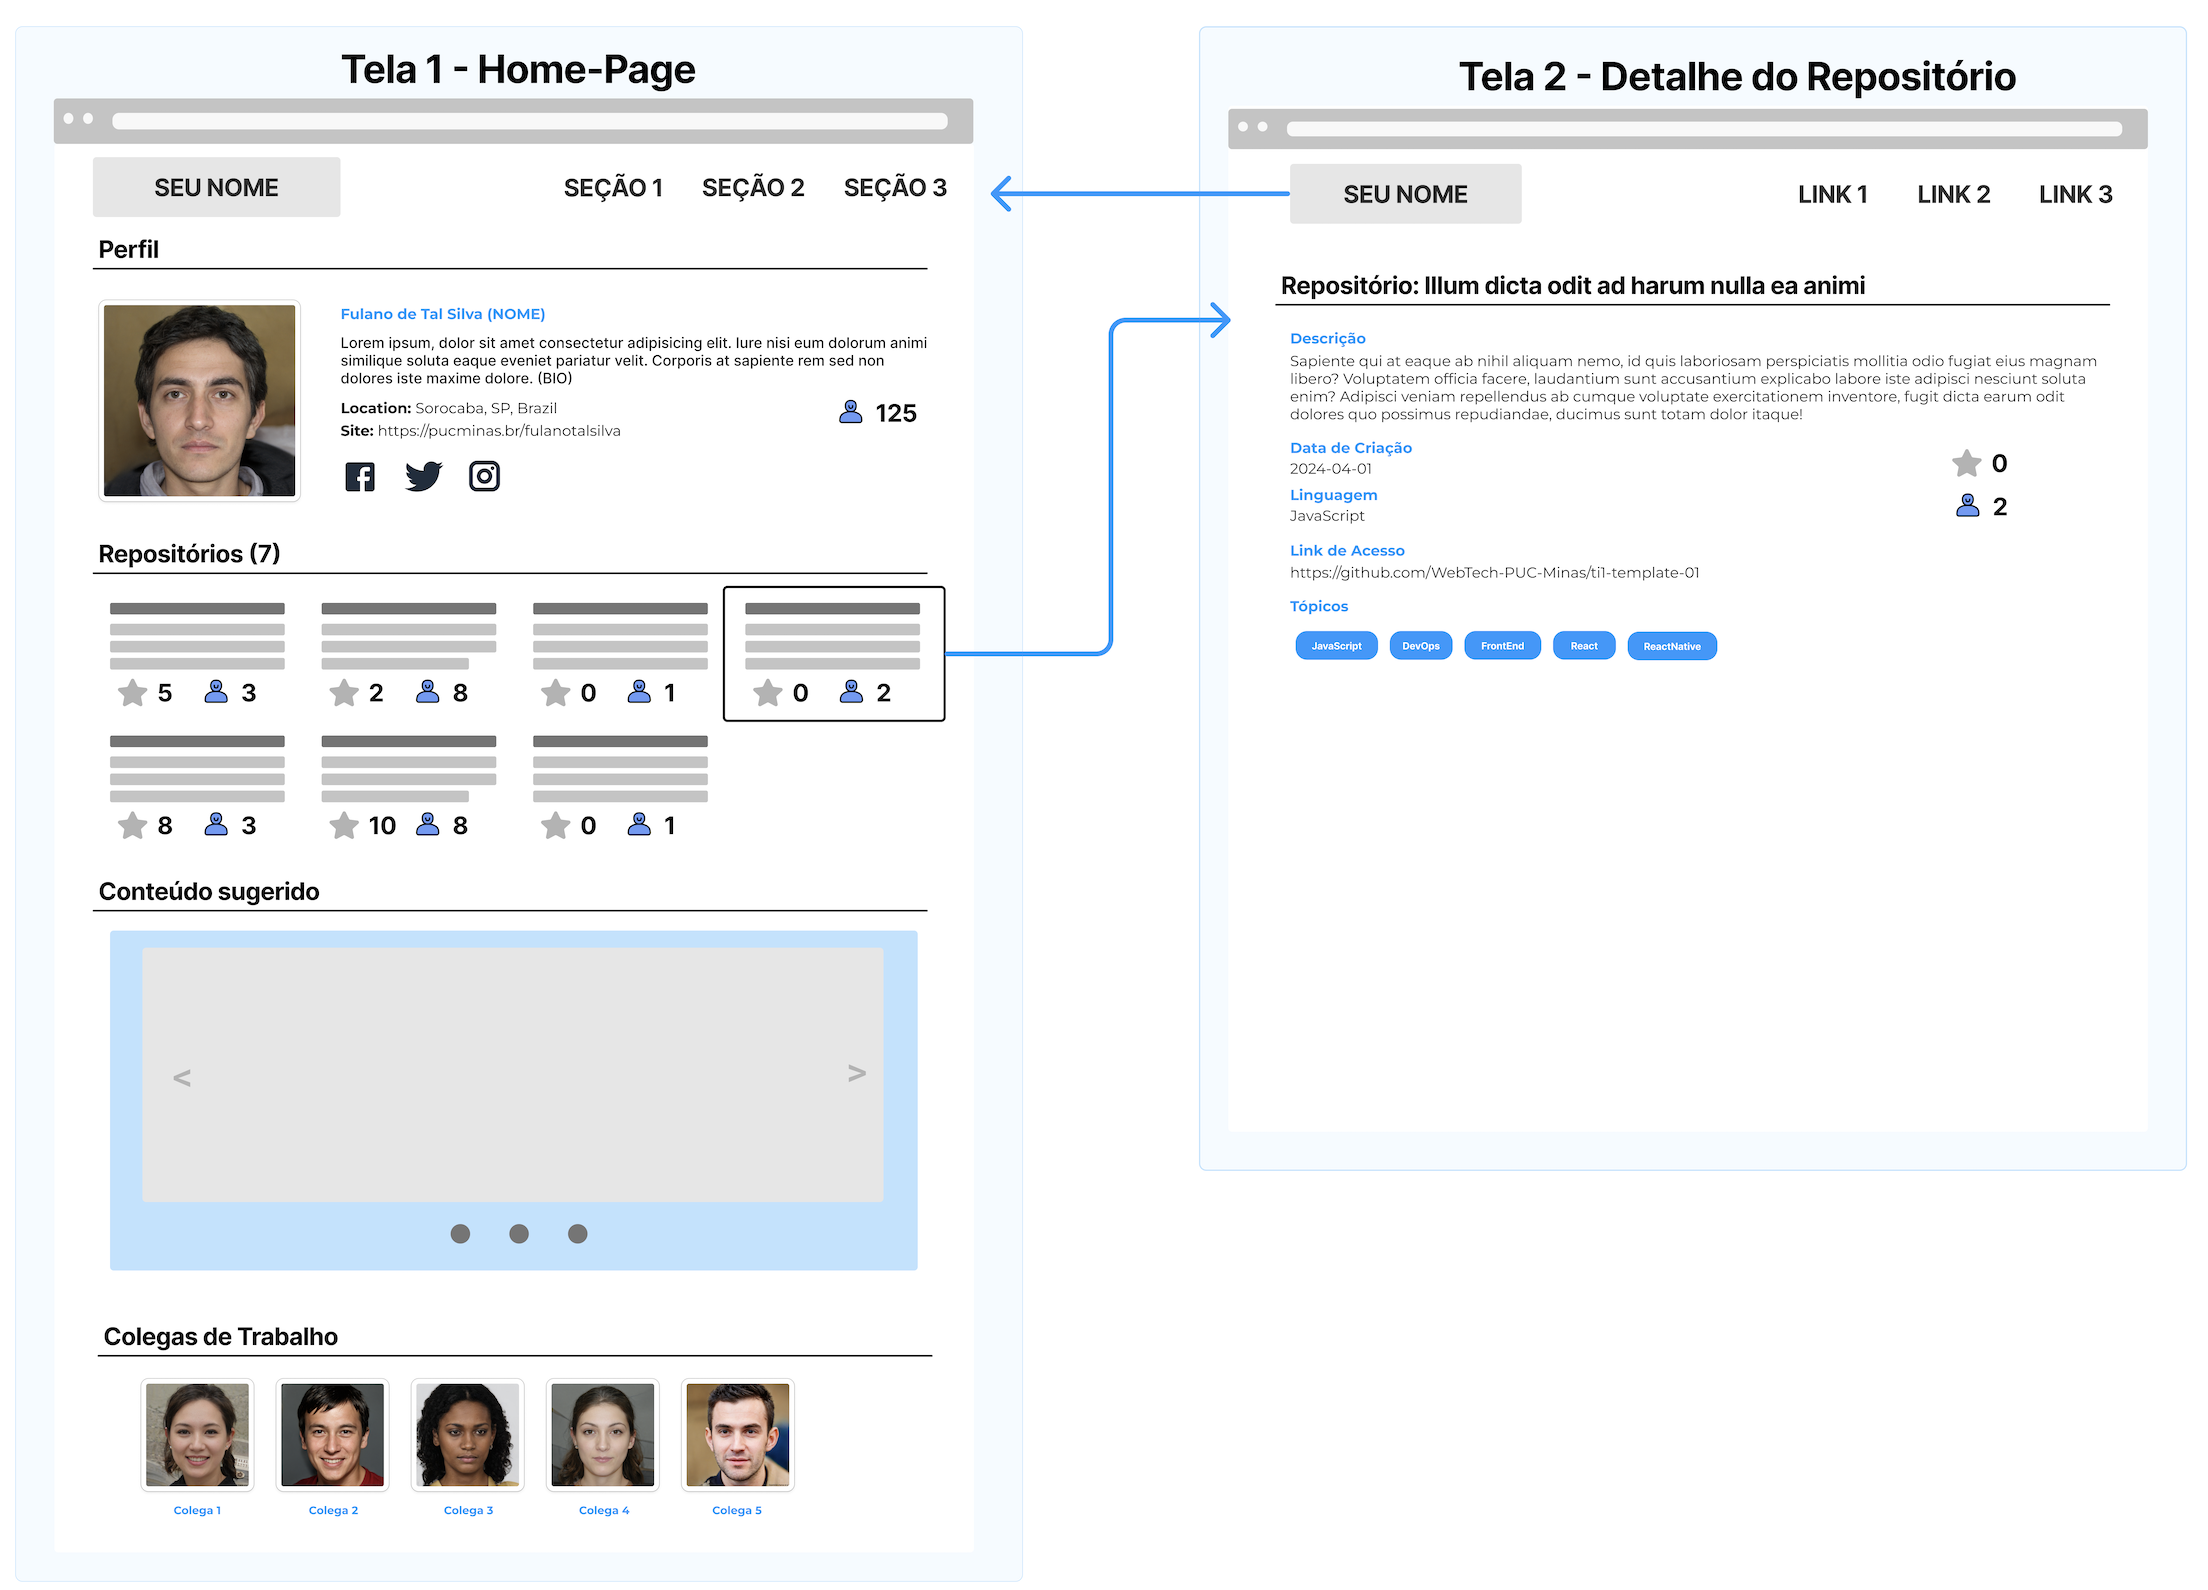 Tela 1 - Home-Page
SEU NOME
SEÇÃO 1 SEÇÃO 2 SEÇÃO 3
Perfil
Fulano de Tal Silva (NOME)
Lorem ipsum, dolor sit amet consectetur adipisicing elit. Iure nisi eum dolorum animi
similique soluta eaque eveniet pariatur velit. Corporis at sapiente rem sed non
dolores iste maxime dolore. (BIO)
Location: Sorocaba, SP, Brazil
125
Site: https://pucminas.br/fulanotalsilva
Repositórios (7)
5 3 2 8 0 1 0 2
8 3 10 8 0 1
Conteúdo sugerido
< >
Colegas de Trabalho
Colega 1 Colega 2 Colega 3 Colega 4 Colega 5
Tela 2 - Detalhe do Repositório
SEU NOME
LINK 1 LINK 2 LINK 3
Repositório: Illum dicta odit ad harum nulla ea animi
Descrição
Sapiente qui at eaque ab nihil aliquam nemo, id quis laboriosam perspiciatis mollitia odio fugiat eius magnam
libero? Voluptatem officia facere, laudantium sunt accusantium explicabo labore iste adipisci nesciunt soluta
enim? Adipisci veniam repellendus ab cumque voluptate exercitationem inventore, fugit dicta earum odit
dolores quo possimus repudiandae, ducimus sunt totam dolor itaque!
Data de Criação
2024-04-01
0
Linguagem
JavaScript
2
Link de Acesso
https://github.com/WebTech-PUC-Minas/ti1-template-01
Tópicos
JavaScript DevOps FrontEnd React ReactNative